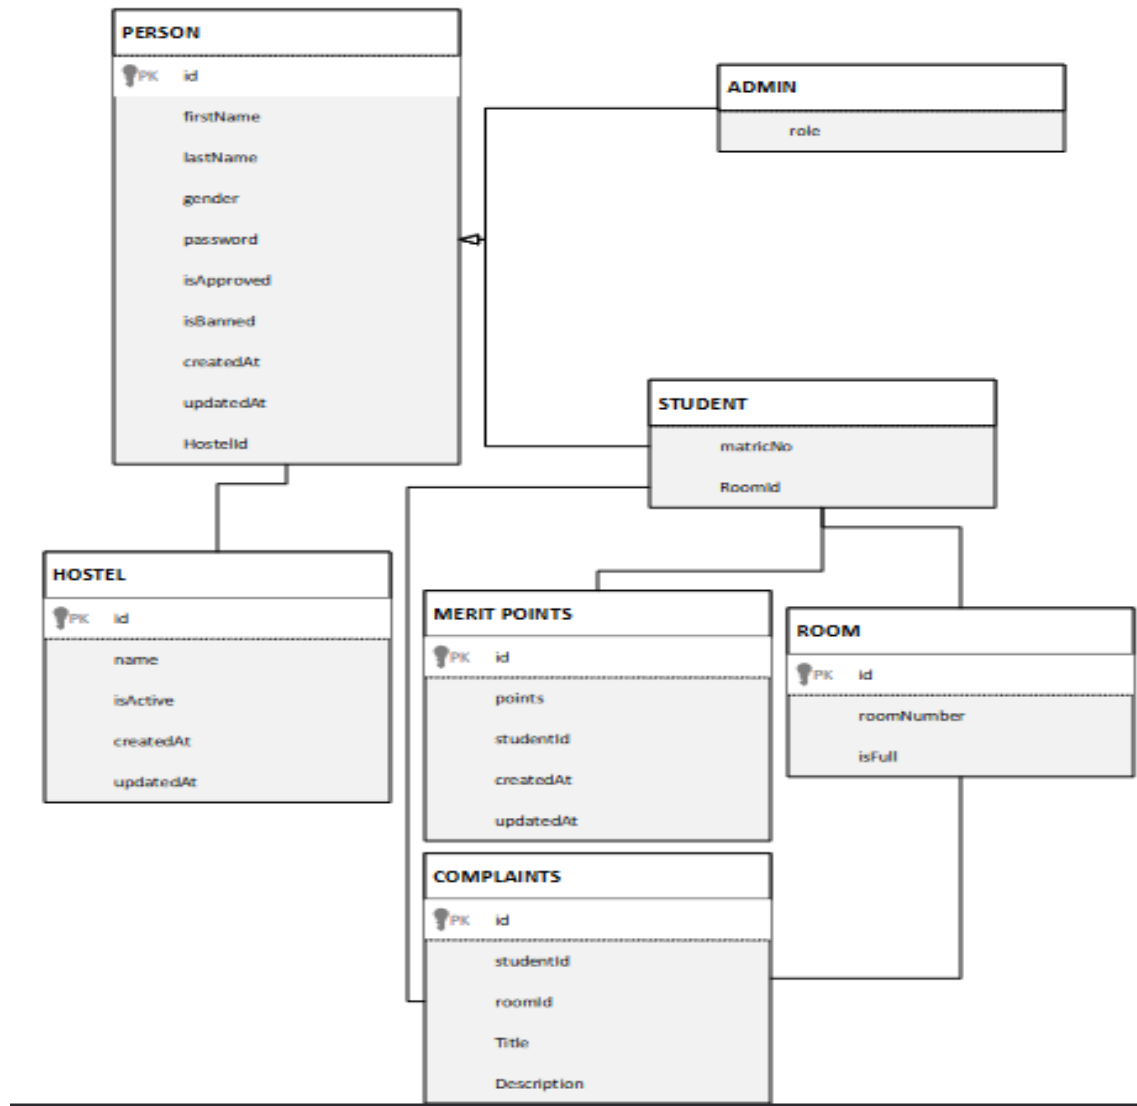 PERSON
PK id
firstName
lastName
gender
password
isApproved
isBanned
createdAt
updatedAt
HostelId
ADMIN
role
STUDENT
matricNo
RoomId
HOSTEL
PK id
name
isActive
createdAt
updatedAt
MERIT POINTS
PK id
points
studentId
createdAt
updatedAt
ROOM
PK id
roomNumber
isFull
COMPLAINTS
PK id
studentId
roomId
Title
Description